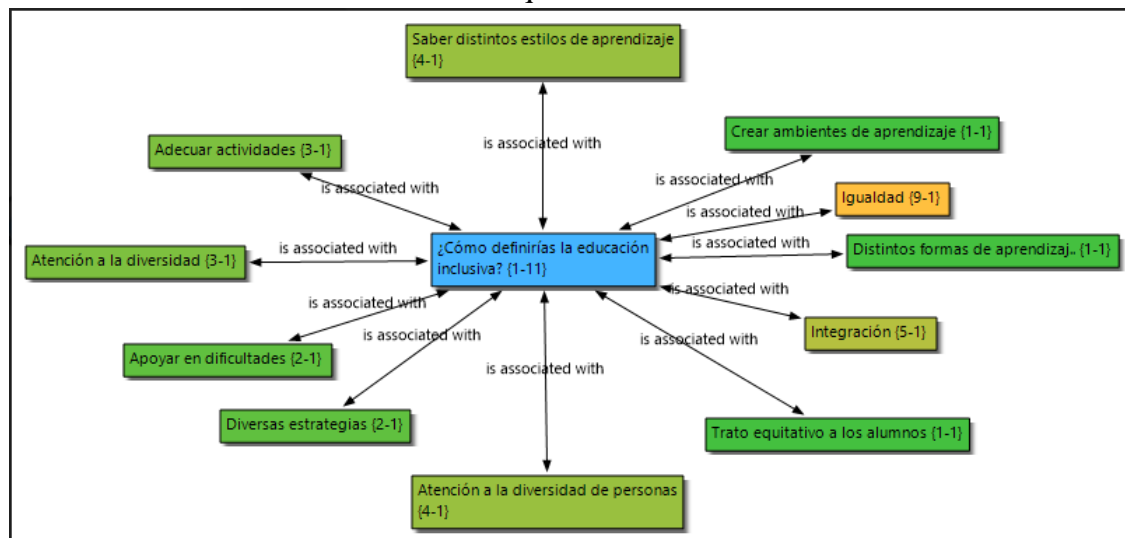 Saber distintos estilos de aprendizaje
{4-1}
is associated with
Crear ambientes de aprendizaje {1-1}
Adecuar actividades {3-1}
is associated with
is associated with
Igualdad {9-1}
is associated with
Atención a la diversidad {3-1}
is associated with
¿Cómo definirías la educación
inclusiva? {1-11}
is associated with
Distintos formas de aprendizaj.. {1-1}
is associated with
Integración {5-1}
is associated with
Apoyar en dificultades {2-1}
is associated with
is associated with
is associated with
Diversas estrategias {2-1}
Trato equitativo a los alumnos {1-1}
Atención a la diversidad de personas
{4-1}